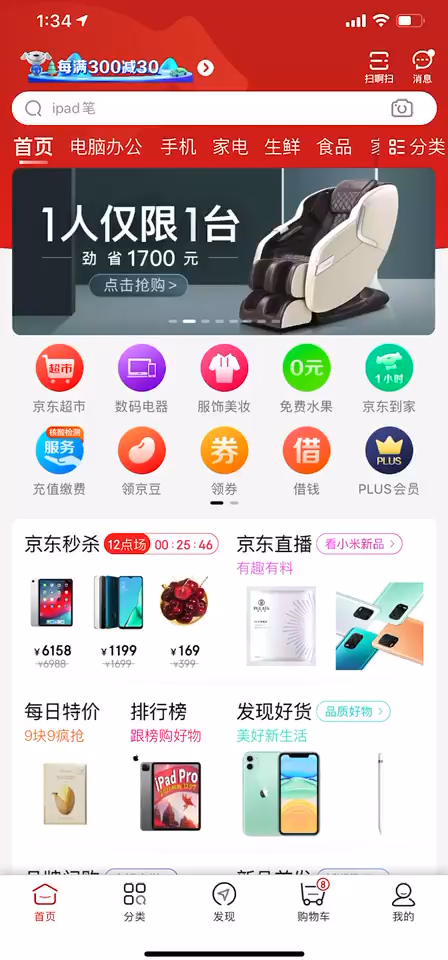 1:34
每满300减30
扫啊扫
消息
ipad笔
首页 电脑办公 手机 家电 生鲜 食品 分类
1人仅限1台
劲省1700元
点击抢购>
超市
0元
1小时
京东超市 数码电器 服饰美妆 免费水果 京东到家
核酸检测
服务
券
借
PLUS
充值缴费 领京豆 领券 借钱 PLUS会员
京东秒杀 12点场 00:25:46
京东直播 看小米新品 >
有趣有料
¥6158 ¥1199 ¥169
¥6988 ¥1699 ¥399
每日特价 排行榜 发现好货 品质好物 >
9块9疯抢 跟榜购好物 美好新生活
iPad Pro
8
首页 分类 发现 购物车 我的